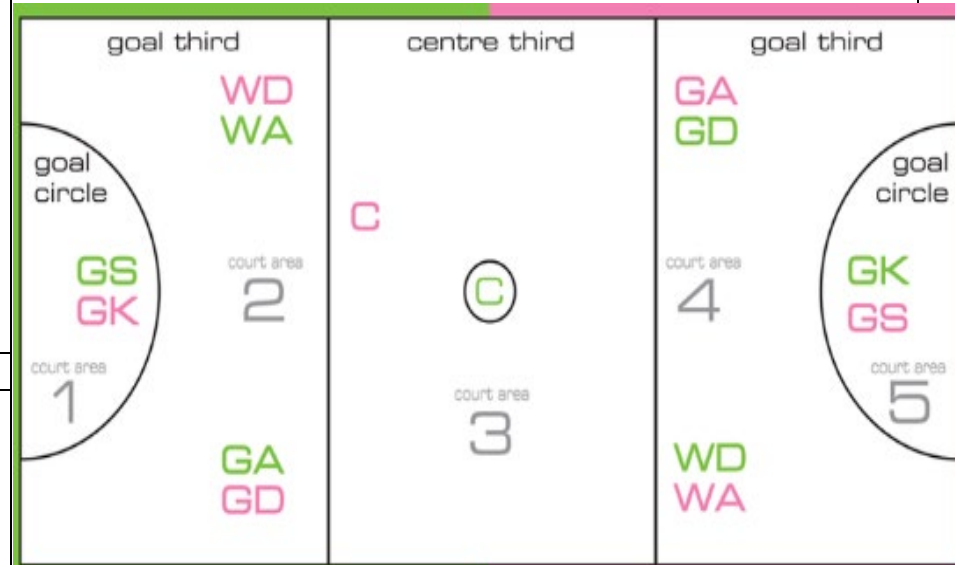 goal third
centre third
goal third
WD
WA
GA
GD
goal
circle
goal
circle
C
GS
GK
court area
2
C
court area
4
GK
GS
court area
1
court area
3
court area
5
GA
GD
WD
WA